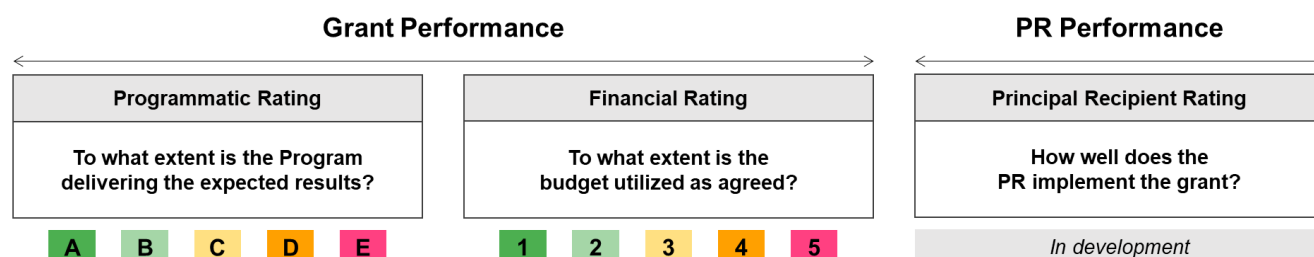 Grant Performance
PR Performance
Programmatic Rating
Financial Rating
Principal Recipient Rating
To what extent is the Program
delivering the expected results?
To what extent is the
budget utilized as agreed?
How well does the
PR implement the grant?
A B C D E
1 2 3 4 5
In development